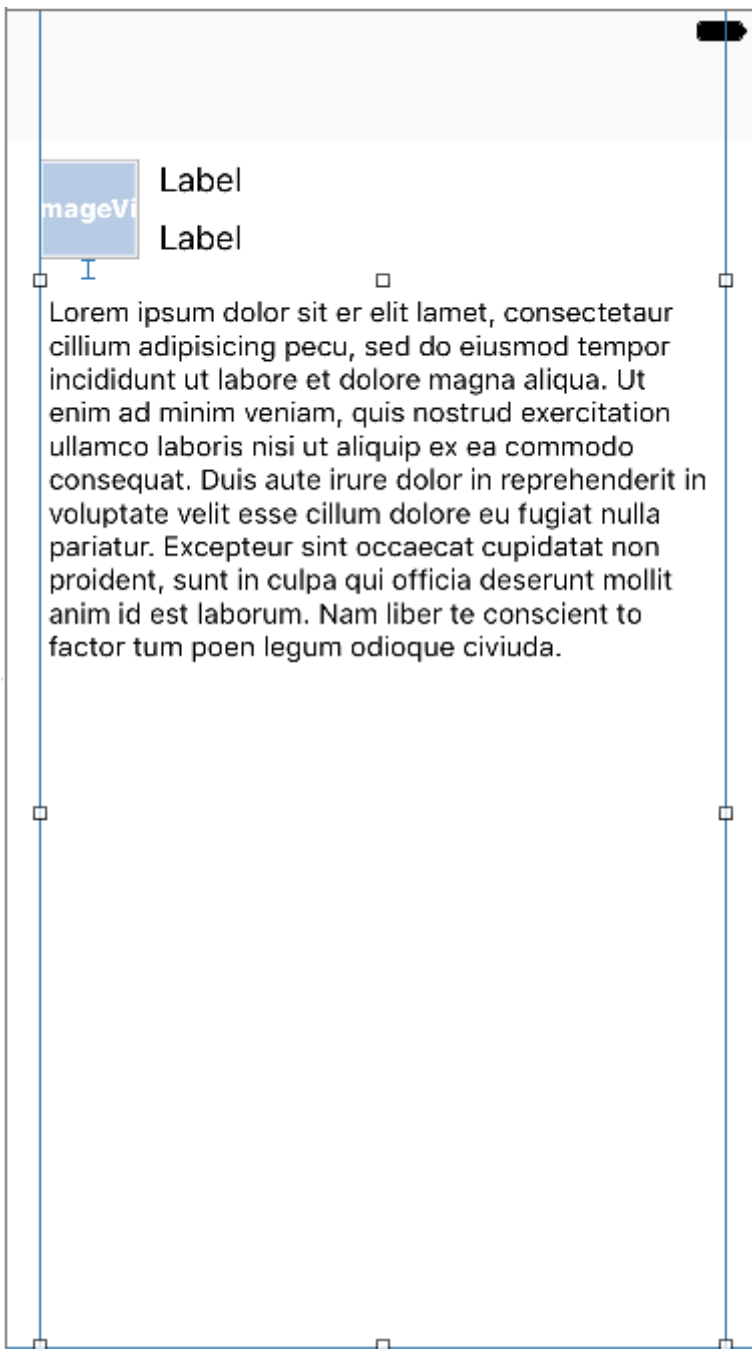 mageVi
Label
Label
Lorem ipsum dolor sit er elit lamet, consectetaur
cillium adipisicing pecu, sed do eiusmod tempor
incididunt ut labore et dolore magna aliqua. Ut
enim ad minim veniam, quis nostrud exercitation
ullamco laboris nisi ut aliquip ex ea commodo
consequat. Duis aute irure dolor in reprehenderit in
voluptate velit esse cillum dolore eu fugiat nulla
pariatur. Excepteur sint occaecat cupidatat non
proident, sunt in culpa qui officia deserunt mollit
anim id est laborum. Nam liber te conscient to
factor tum poen legum odioque civiuda.